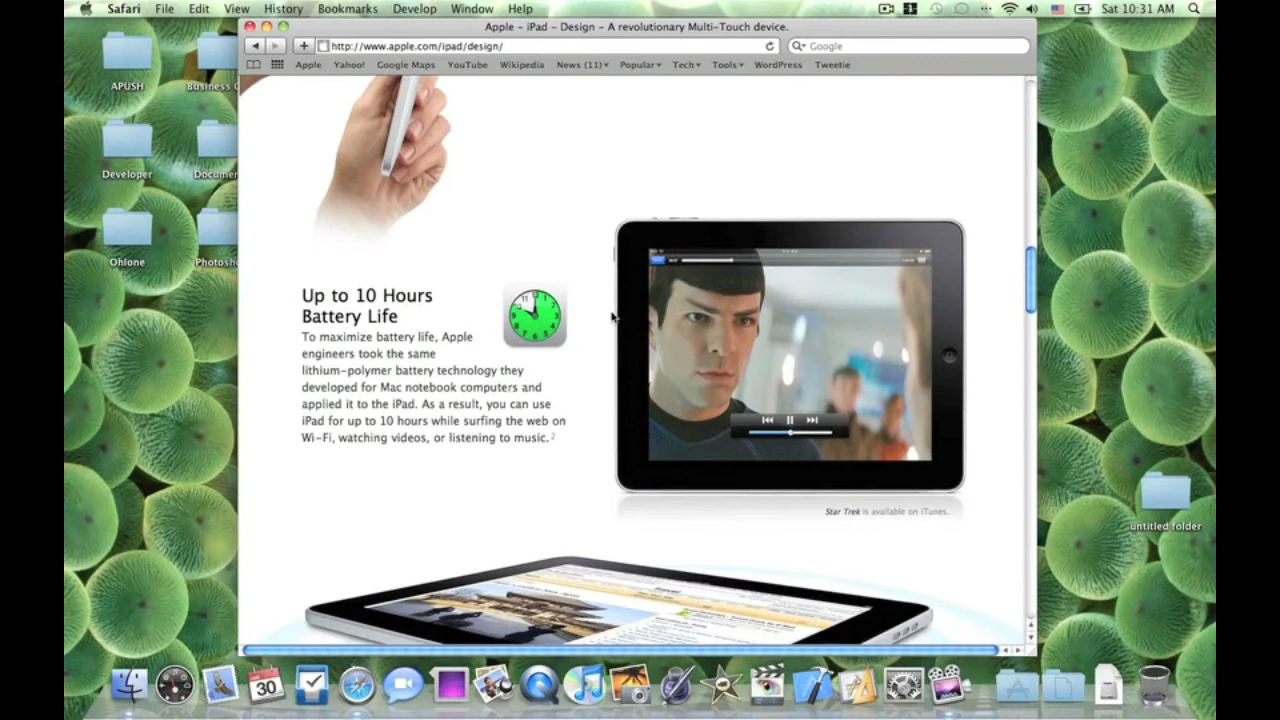 Safari File Edit View History Bookmarks Develop Window Help
Sat 10:31 AM
Apple – iPad – Design – A revolutionary Multi-Touch device.
http://www.apple.com/ipad/design/
Google
Apple Yahoo! Google Maps YouTube Wikipedia News (11) Popular Tech Tools WordPress Tweetie
APUSH
Business
Developer
Docume
Ohlone
Photosh
untitled folder
Up to 10 Hours
Battery Life
To maximize battery life, Apple
engineers took the same
lithium-polymer battery technology they
developed for Mac notebook computers and
applied it to the iPad. As a result, you can use
iPad for up to 10 hours while surfing the web on
Wi-Fi, watching videos, or listening to music. 2
Star Trek is available on iTunes.
30